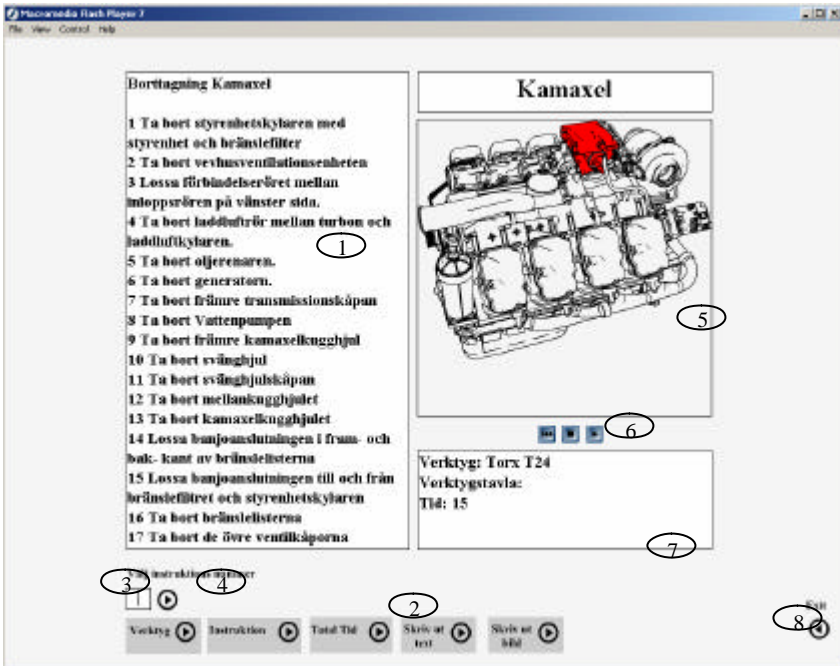 Macromedia Flash Player 7
File View Control Help
Borttagning Kamaxel
1 Ta bort styrenhetskylaren med
styrenhet och bränslefilter
2 Ta bort vevhusventilationsenheten
3 Lossa förbindelseröret mellan
inloppsrören på vänster sida.
4 Ta bort laddluftrör mellan turbon och
laddluftkylaren.
1
5 Ta bort oljerenaren.
6 Ta bort generatorn.
7 Ta bort främre transmissionskåpan
8 Ta bort Vattenpumpen
9 Ta bort främre kamaxelkugghjul
10 Ta bort svänghjul
11 Ta bort svänghjulskåpan
12 Ta bort mellankugghjulet
13 Ta bort kamaxelkugghjulet
14 Lossa banjoanslutningen i fram- och
bak- kant av bränslelisterna
15 Lossa banjoanslutningen till och från
bränslefiltret och styrenhetskylaren
16 Ta bort bränslelisterna
17 Ta bort de övre ventilkåporna
Kamaxel
5
6
Verktyg: Torx T24
Verktygstavla:
Tid: 15
7
Välj instruktions nummer
3
4
1
2
Verktyg
Instruktion
Total Tid
Skriv ut
text
Skriv ut
bild
Exit
8